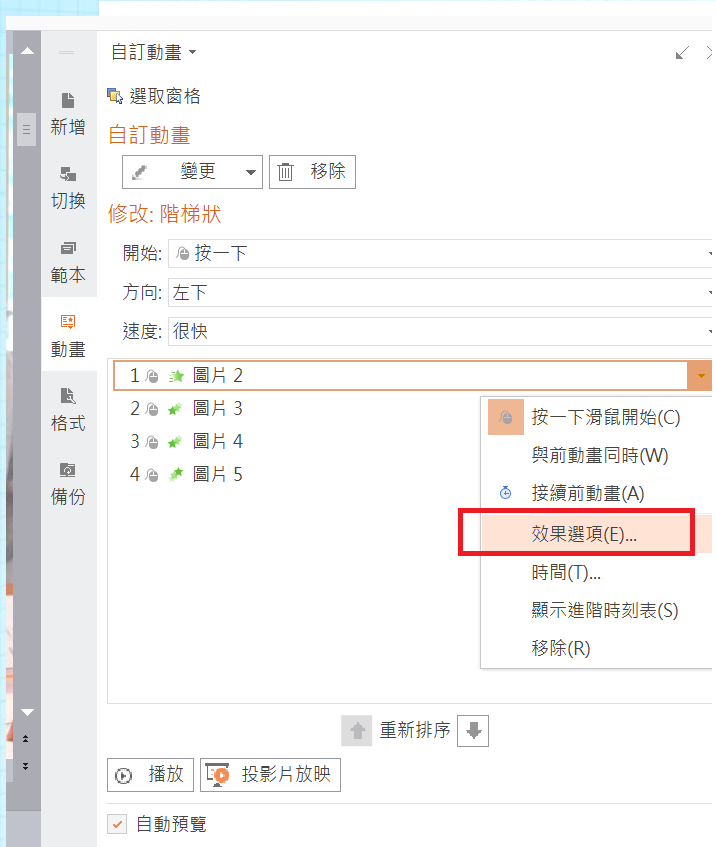 自訂動畫
選取窗格
自訂動畫
變更 移除
修改: 階梯狀
開始: 按一下
方向: 左下
速度: 很快
1 圖片 2
2 圖片 3
3 圖片 4
4 圖片 5
按一下滑鼠開始(C)
與前動畫同時(W)
接續前動畫(A)
效果選項(E)...
時間(T)...
顯示進階時刻表(S)
移除(R)
重新排序
播放 投影片放映
自動預覽
新增
切換
範本
動畫
格式
備份